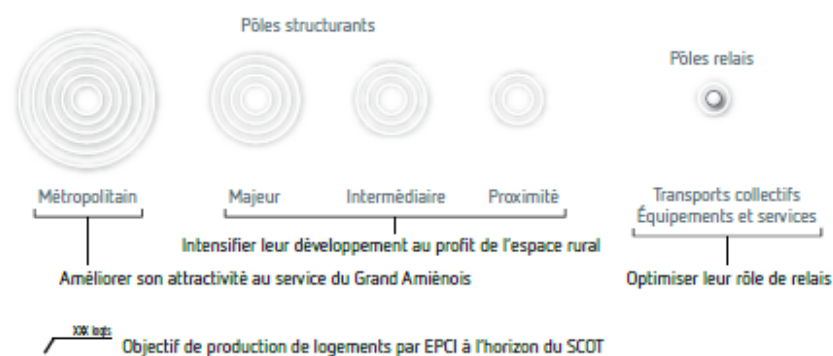 Pôles structurants
Pôles relais
Métropolitain
Majeur
Intermédiaire
Proximité
Transports collectifs
Équipements et services
Intensifier leur développement au profit de l'espace rural
Améliorer son attractivité au service du Grand Amiénois
Optimiser leur rôle de relais
XXX logts
Objectif de production de logements par EPCI à l'horizon du SCOT